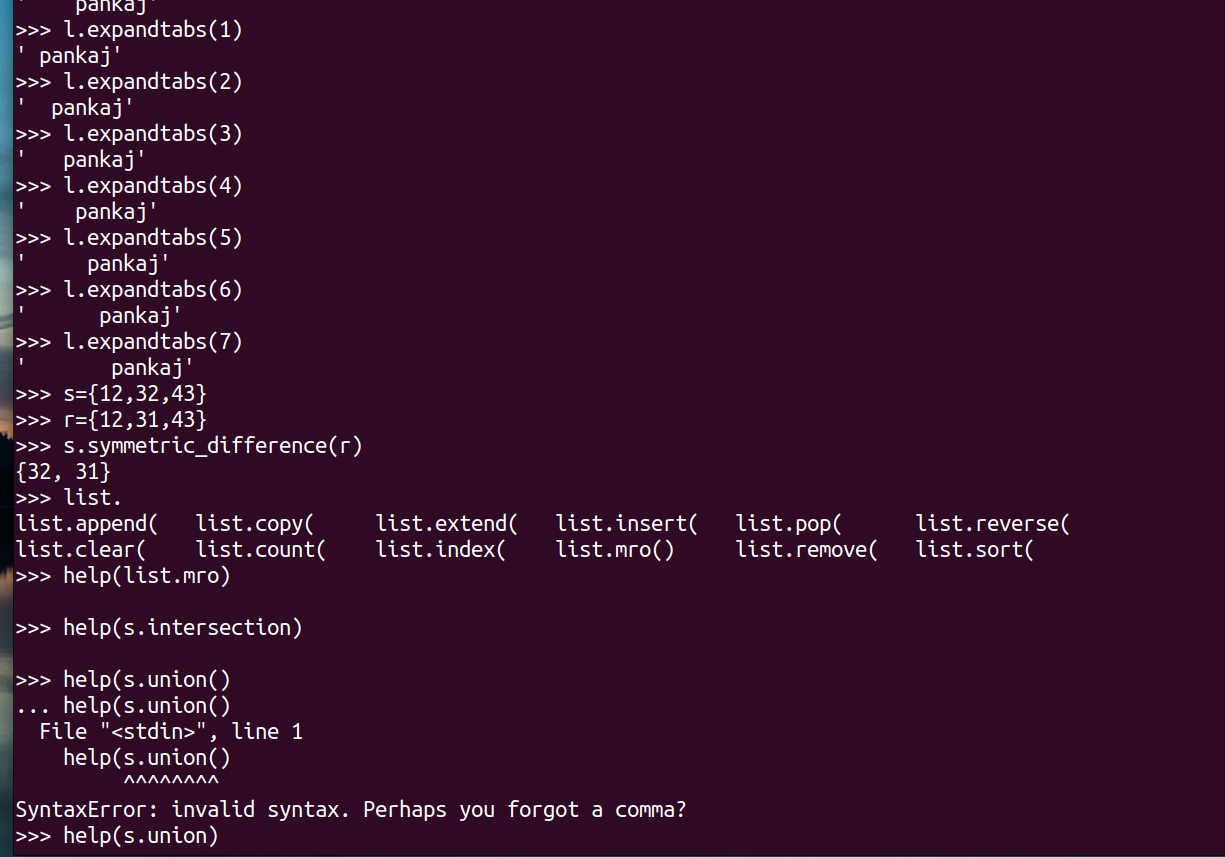 '    pankaj'
>>> l.expandtabs(1)
' pankaj'
>>> l.expandtabs(2)
'  pankaj'
>>> l.expandtabs(3)
'   pankaj'
>>> l.expandtabs(4)
'    pankaj'
>>> l.expandtabs(5)
'     pankaj'
>>> l.expandtabs(6)
'      pankaj'
>>> l.expandtabs(7)
'       pankaj'
>>> s={12,32,43}
>>> r={12,31,43}
>>> s.symmetric_difference(r)
{32, 31}
>>> list.
list.append(   list.copy(     list.extend(   list.insert(   list.pop(      list.reverse(
list.clear(    list.count(    list.index(    list.mro()     list.remove(   list.sort(
>>> help(list.mro)

>>> help(s.intersection)

>>> help(s.union()
... help(s.union()
  File "<stdin>", line 1
    help(s.union()
         ^^^^^^^^
SyntaxError: invalid syntax. Perhaps you forgot a comma?
>>> help(s.union)